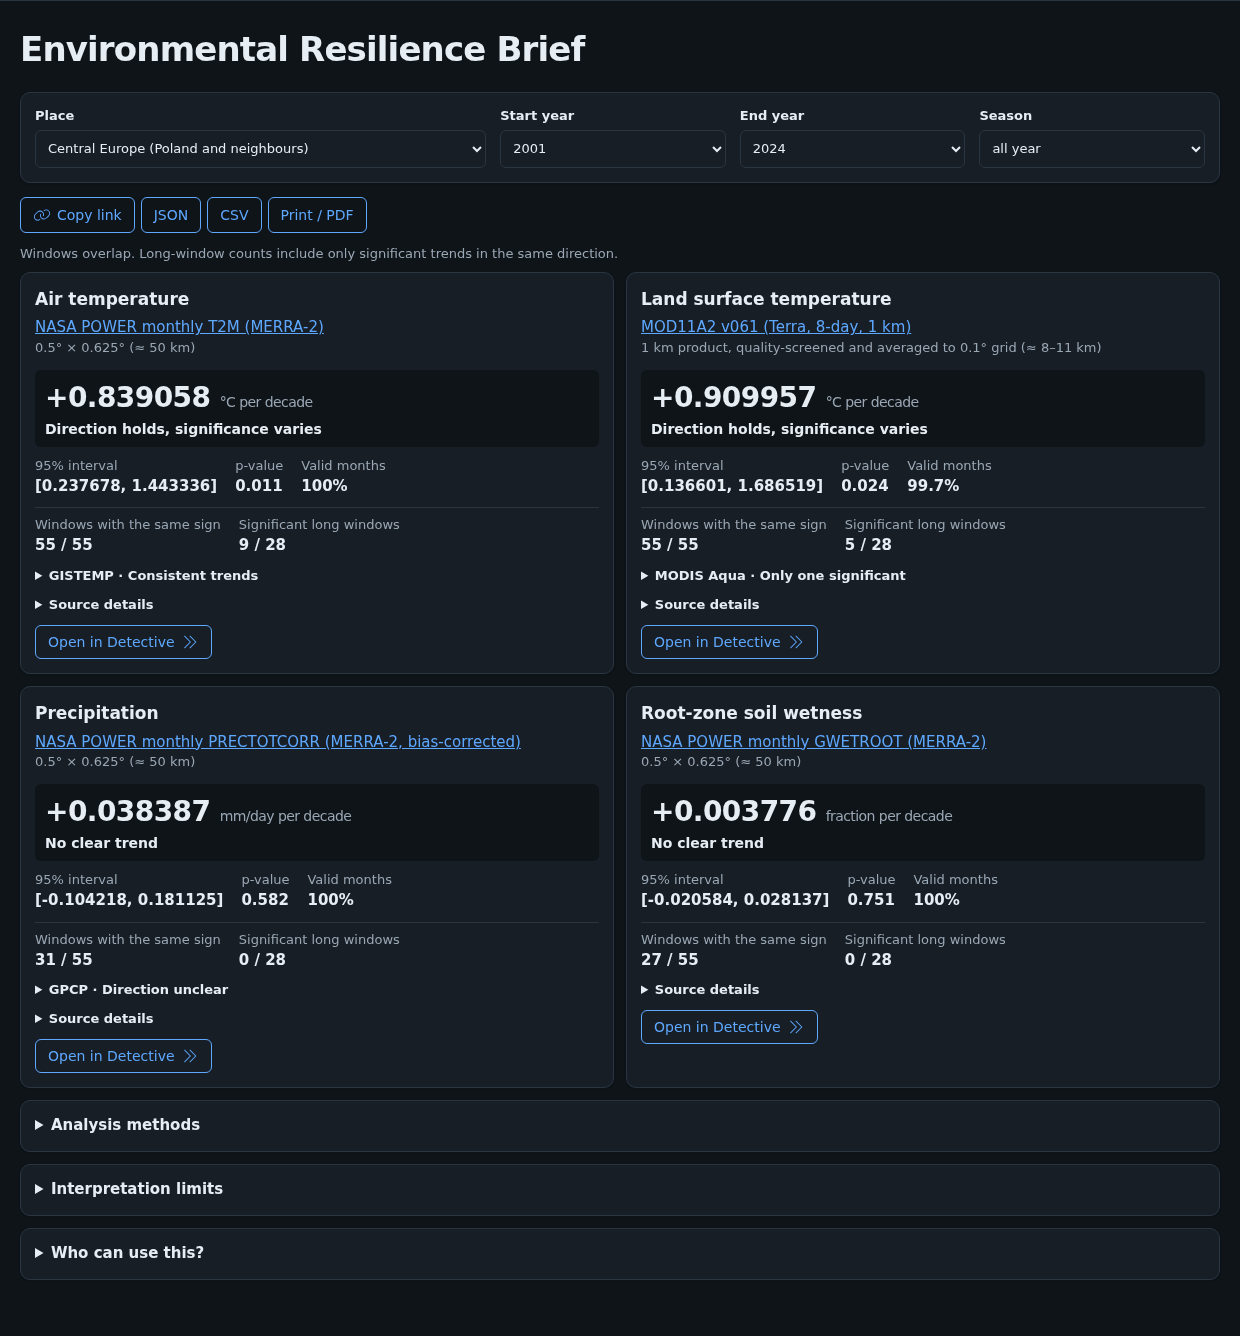 Environmental Resilience Brief
Place
Start year
End year
Season
Central Europe (Poland and neighbours)
2001
2024
all year
Copy link
JSON
CSV
Print / PDF
Windows overlap. Long-window counts include only significant trends in the same direction.
Air temperature
NASA POWER monthly T2M (MERRA-2)
0.5° × 0.625° (≈ 50 km)
+0.839058 °C per decade
Direction holds, significance varies
95% interval p-value Valid months
[0.237678, 1.443336] 0.011 100%
Windows with the same sign Significant long windows
55 / 55 9 / 28
GISTEMP · Consistent trends
Source details
Open in Detective
Land surface temperature
MOD11A2 v061 (Terra, 8-day, 1 km)
1 km product, quality-screened and averaged to 0.1° grid (≈ 8–11 km)
+0.909957 °C per decade
Direction holds, significance varies
95% interval p-value Valid months
[0.136601, 1.686519] 0.024 99.7%
Windows with the same sign Significant long windows
55 / 55 5 / 28
MODIS Aqua · Only one significant
Source details
Open in Detective
Precipitation
NASA POWER monthly PRECTOTCORR (MERRA-2, bias-corrected)
0.5° × 0.625° (≈ 50 km)
+0.038387 mm/day per decade
No clear trend
95% interval p-value Valid months
[-0.104218, 0.181125] 0.582 100%
Windows with the same sign Significant long windows
31 / 55 0 / 28
GPCP · Direction unclear
Source details
Open in Detective
Root-zone soil wetness
NASA POWER monthly GWETROOT (MERRA-2)
0.5° × 0.625° (≈ 50 km)
+0.003776 fraction per decade
No clear trend
95% interval p-value Valid months
[-0.020584, 0.028137] 0.751 100%
Windows with the same sign Significant long windows
27 / 55 0 / 28
Source details
Open in Detective
Analysis methods
Interpretation limits
Who can use this?